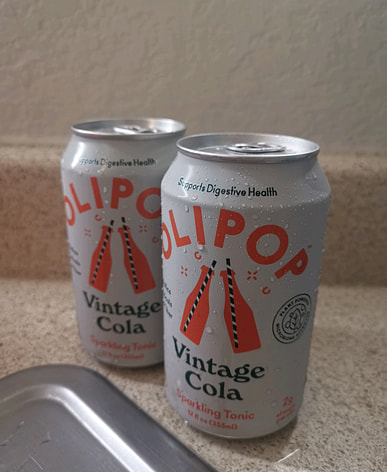 Supports Digestive Health
OLIPOP
Vintage
Cola
Sparkling Tonic
Supports Digestive Health
OLIPOP
Vintage
Cola
Sparkling Tonic
12 fl oz (355ml)
2g